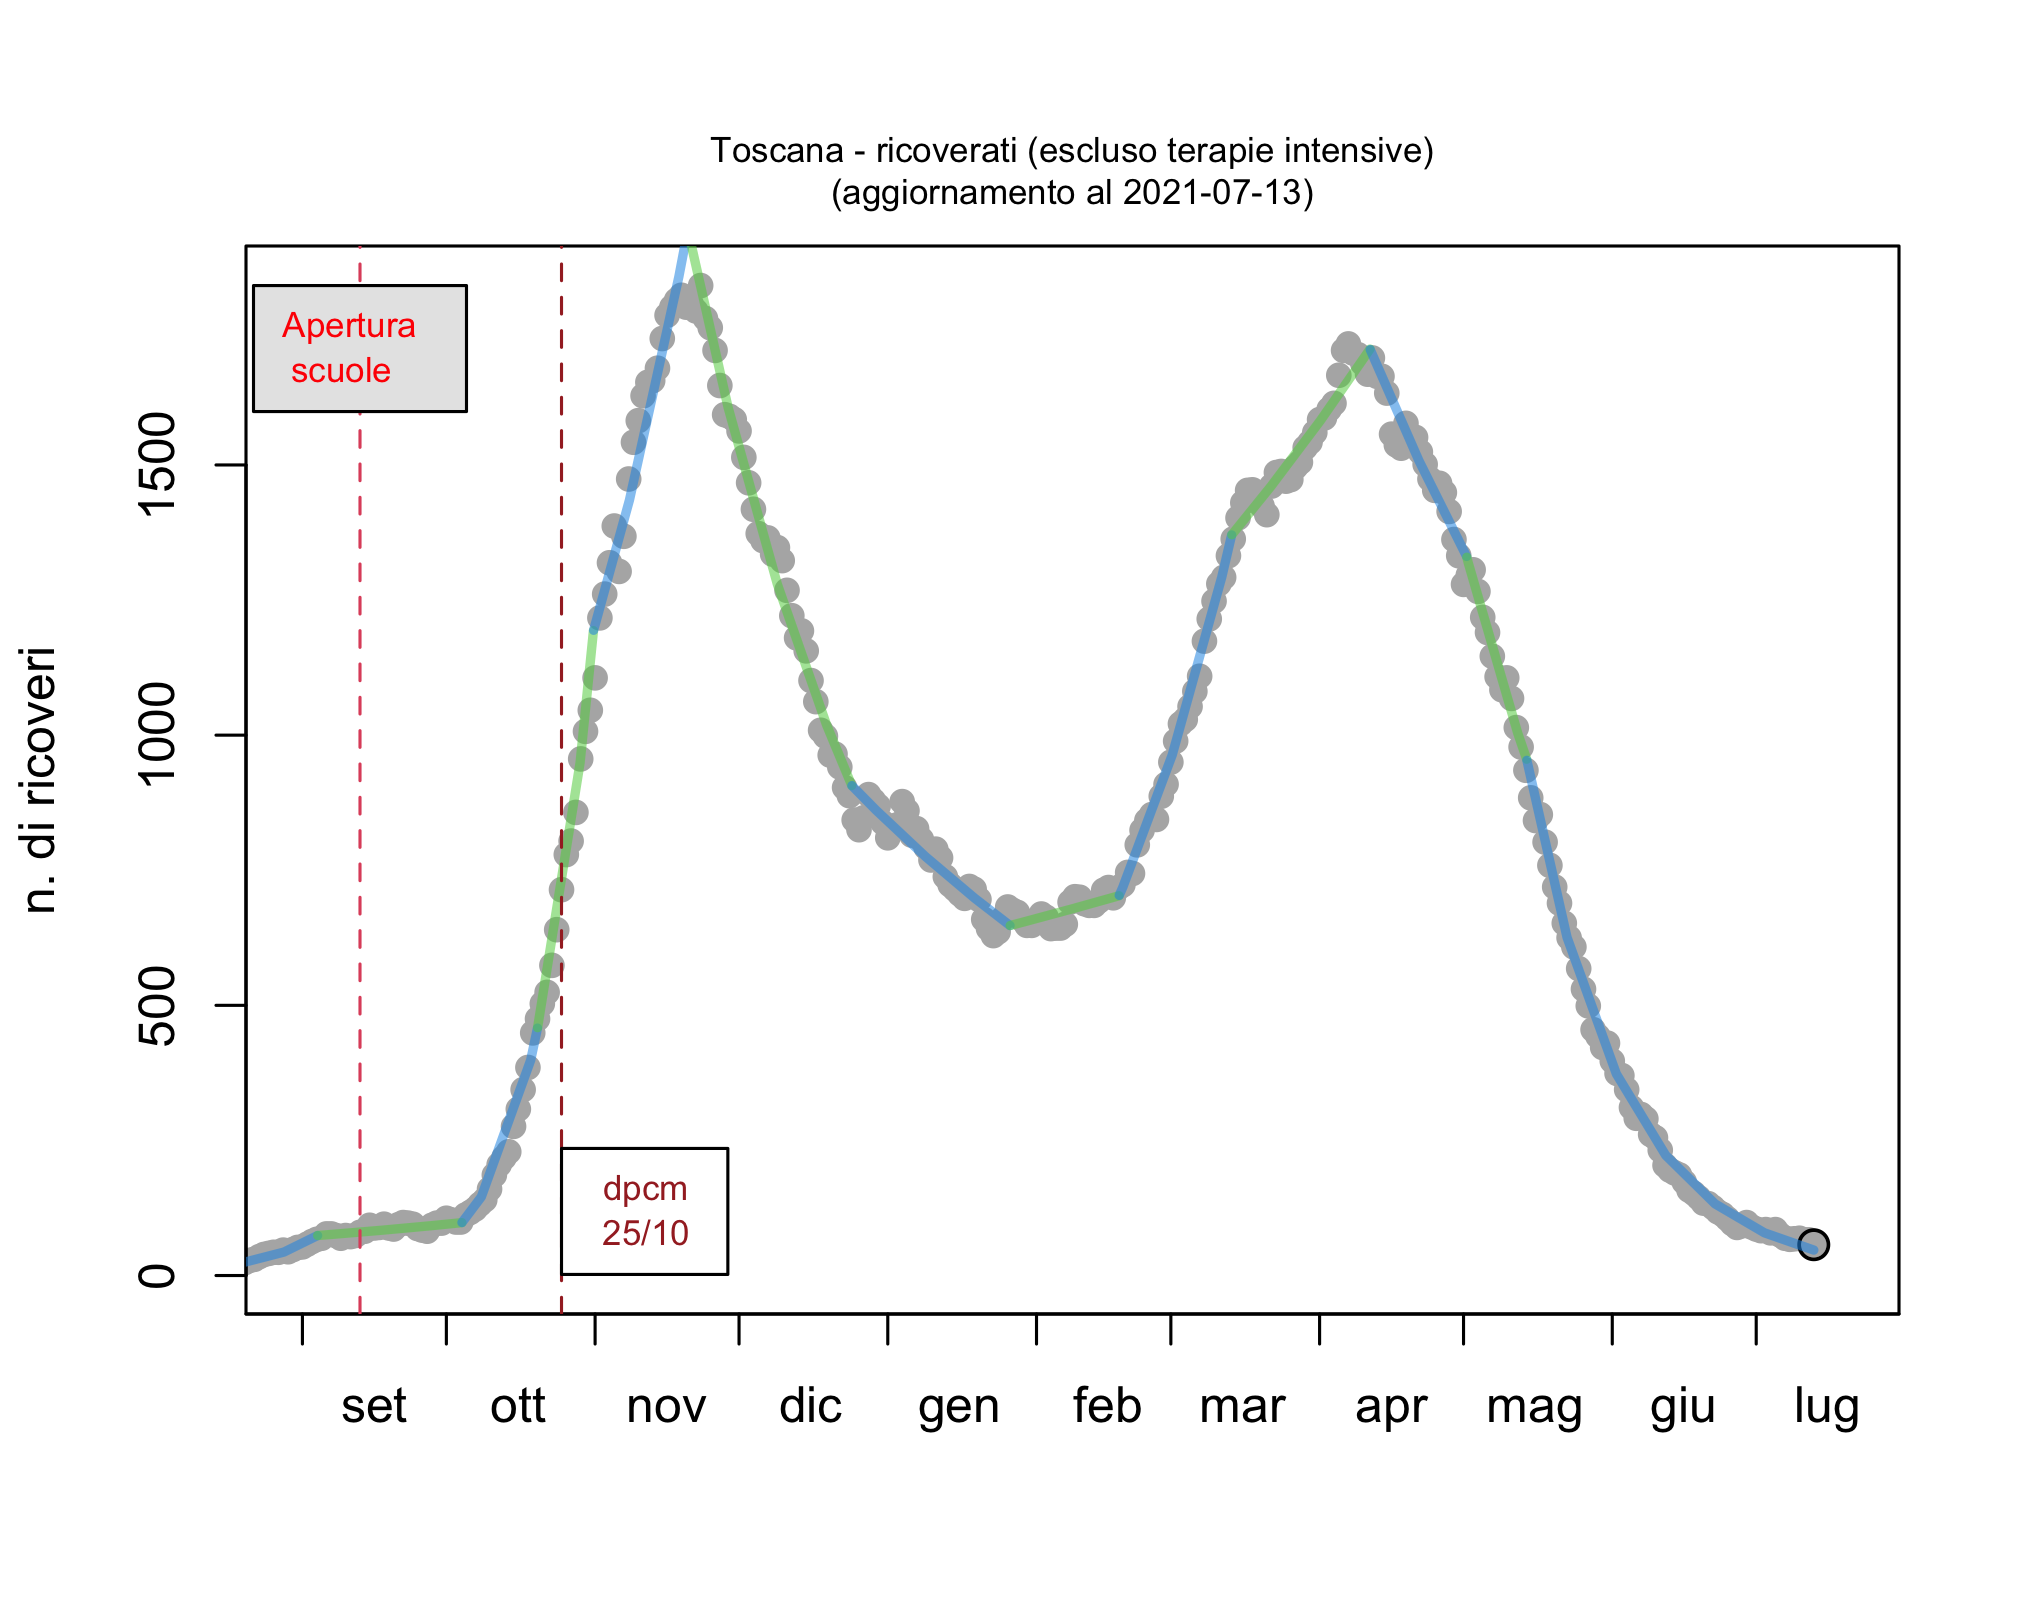 Toscana - ricoverati (escluso terapie intensive)
(aggiornamento al 2021-07-13)
Apertura
scuole
n. di ricoveri
1500
1000
500
0
dpcm
25/10
set ott nov dic gen feb mar apr mag giu lug